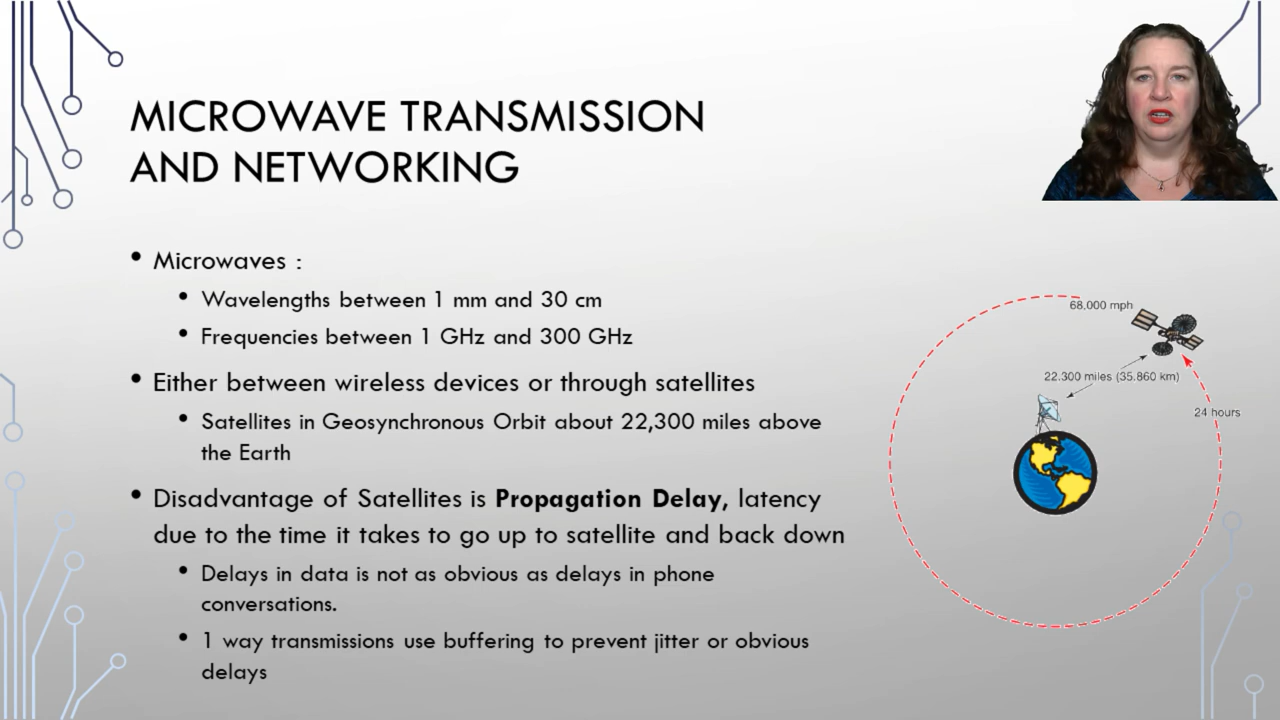 MICROWAVE TRANSMISSION
AND NETWORKING
• Microwaves :
• Wavelengths between 1 mm and 30 cm
• Frequencies between 1 GHz and 300 GHz
• Either between wireless devices or through satellites
• Satellites in Geosynchronous Orbit about 22,300 miles above
the Earth
• Disadvantage of Satellites is Propagation Delay, latency
due to the time it takes to go up to satellite and back down
• Delays in data is not as obvious as delays in phone
conversations.
• 1 way transmissions use buffering to prevent jitter or obvious
delays
68,000 mph
22.300 miles (35.860 km)
24 hours